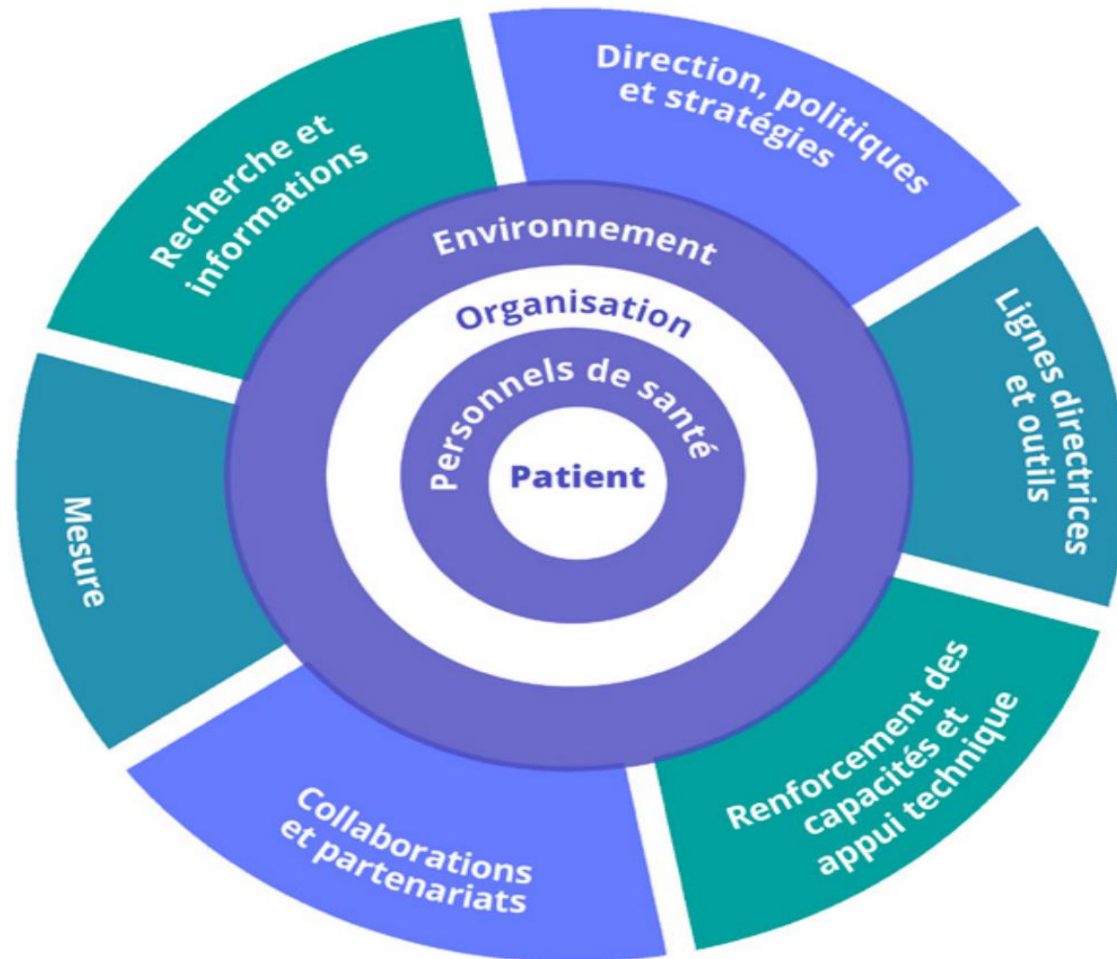 Direction, politiques
et stratégies
Lignes directrices
et outils
Renforcement des
capacités et
appui technique
Collaborations
et partenariats
Mesure
Recherche et
informations
Environnement
Organisation
Personnels de santé
Patient